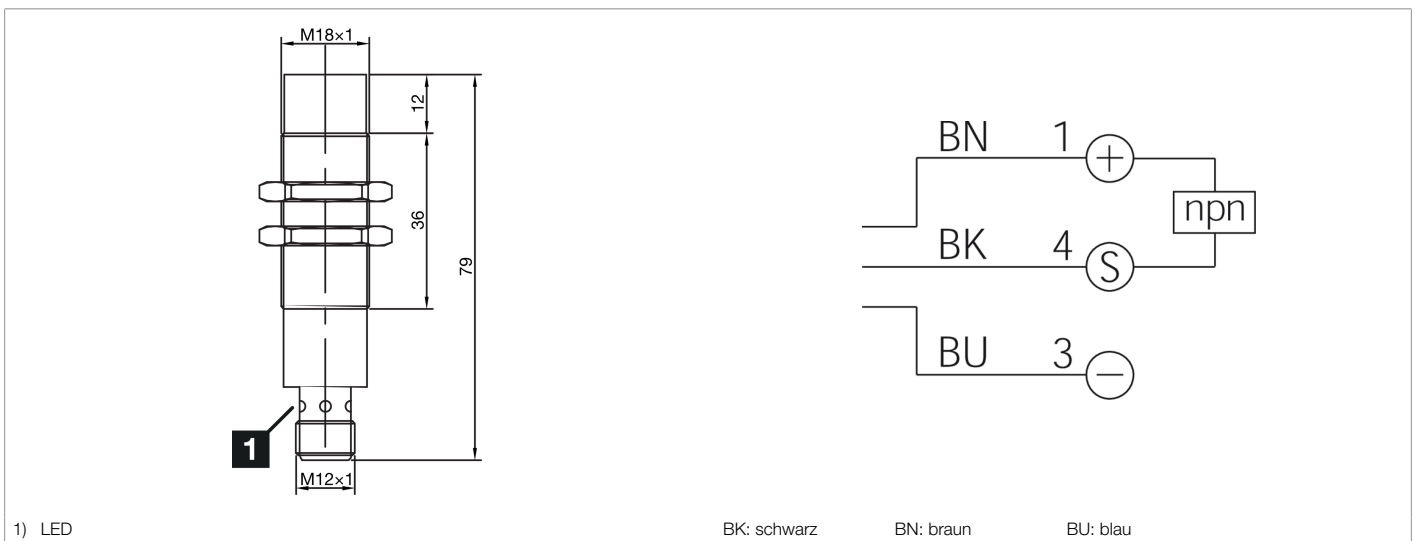 M18×1
12
36
79
1
M12×1
BN 1 +
npn
BK 4 S
BU 3 −
1) LED
BK: schwarz BN: braun BU: blau